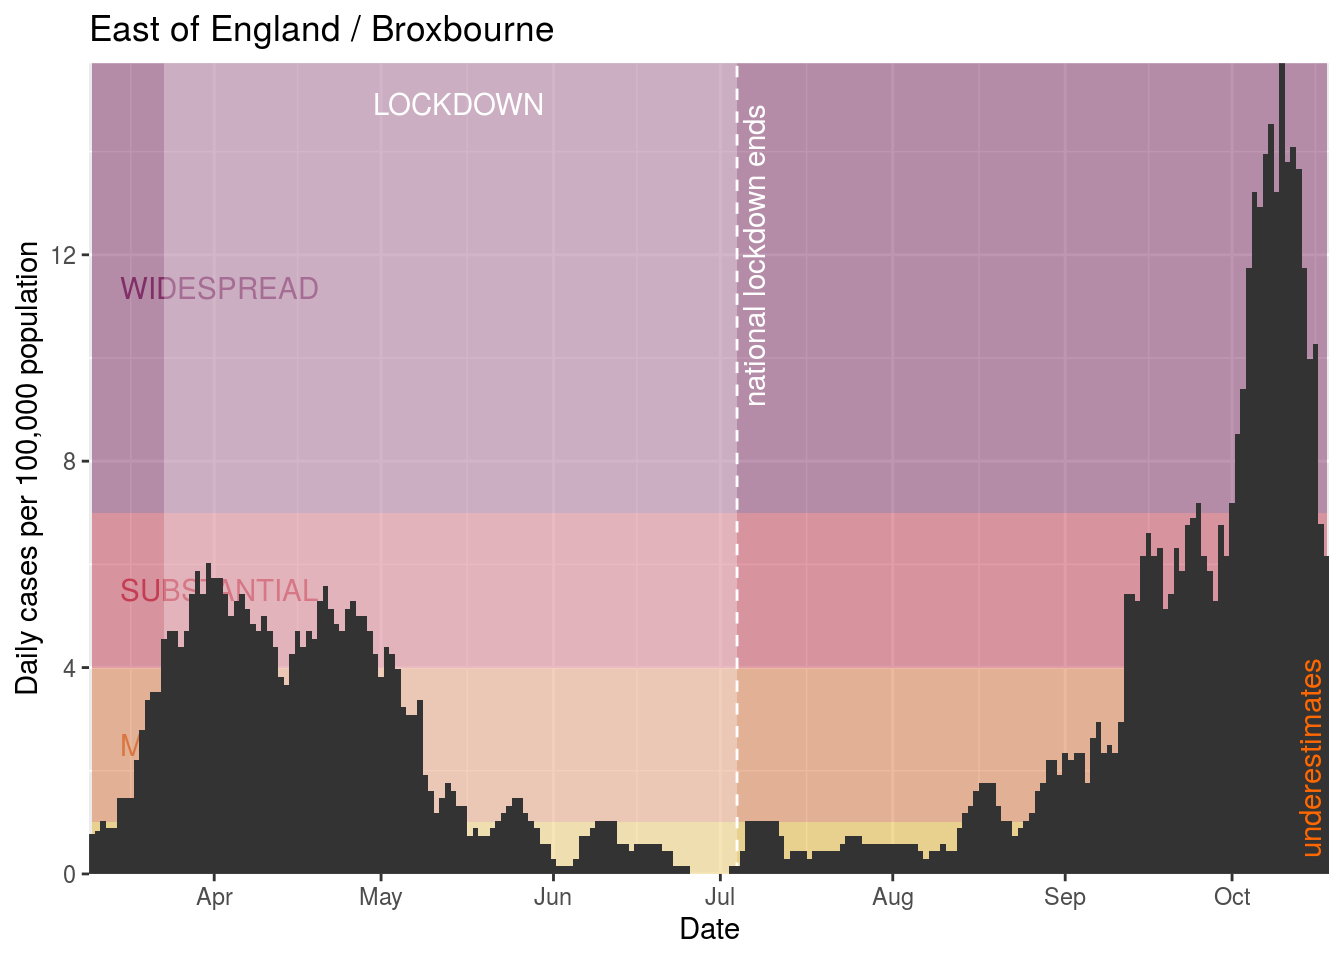 East of England / Broxbourne
LOCKDOWN
national lockdown ends
WIDESPREAD
SUBSTANTIAL
M
underestimates
Daily cases per 100,000 population
12
8
4
0
Apr May Jun Jul Aug Sep Oct
Date